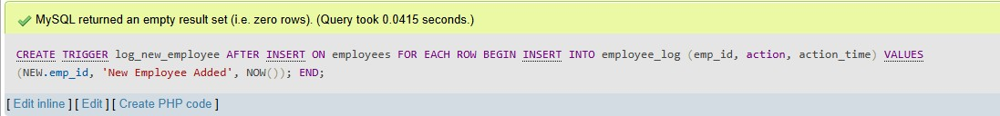 MySQL returned an empty result set (i.e. zero rows). (Query took 0.0415 seconds.)
CREATE TRIGGER log_new_employee AFTER INSERT ON employees FOR EACH ROW BEGIN INSERT INTO employee_log (emp_id, action, action_time) VALUES
(NEW.emp_id, 'New Employee Added', NOW()); END;
[ Edit inline ] [ Edit ] [ Create PHP code ]